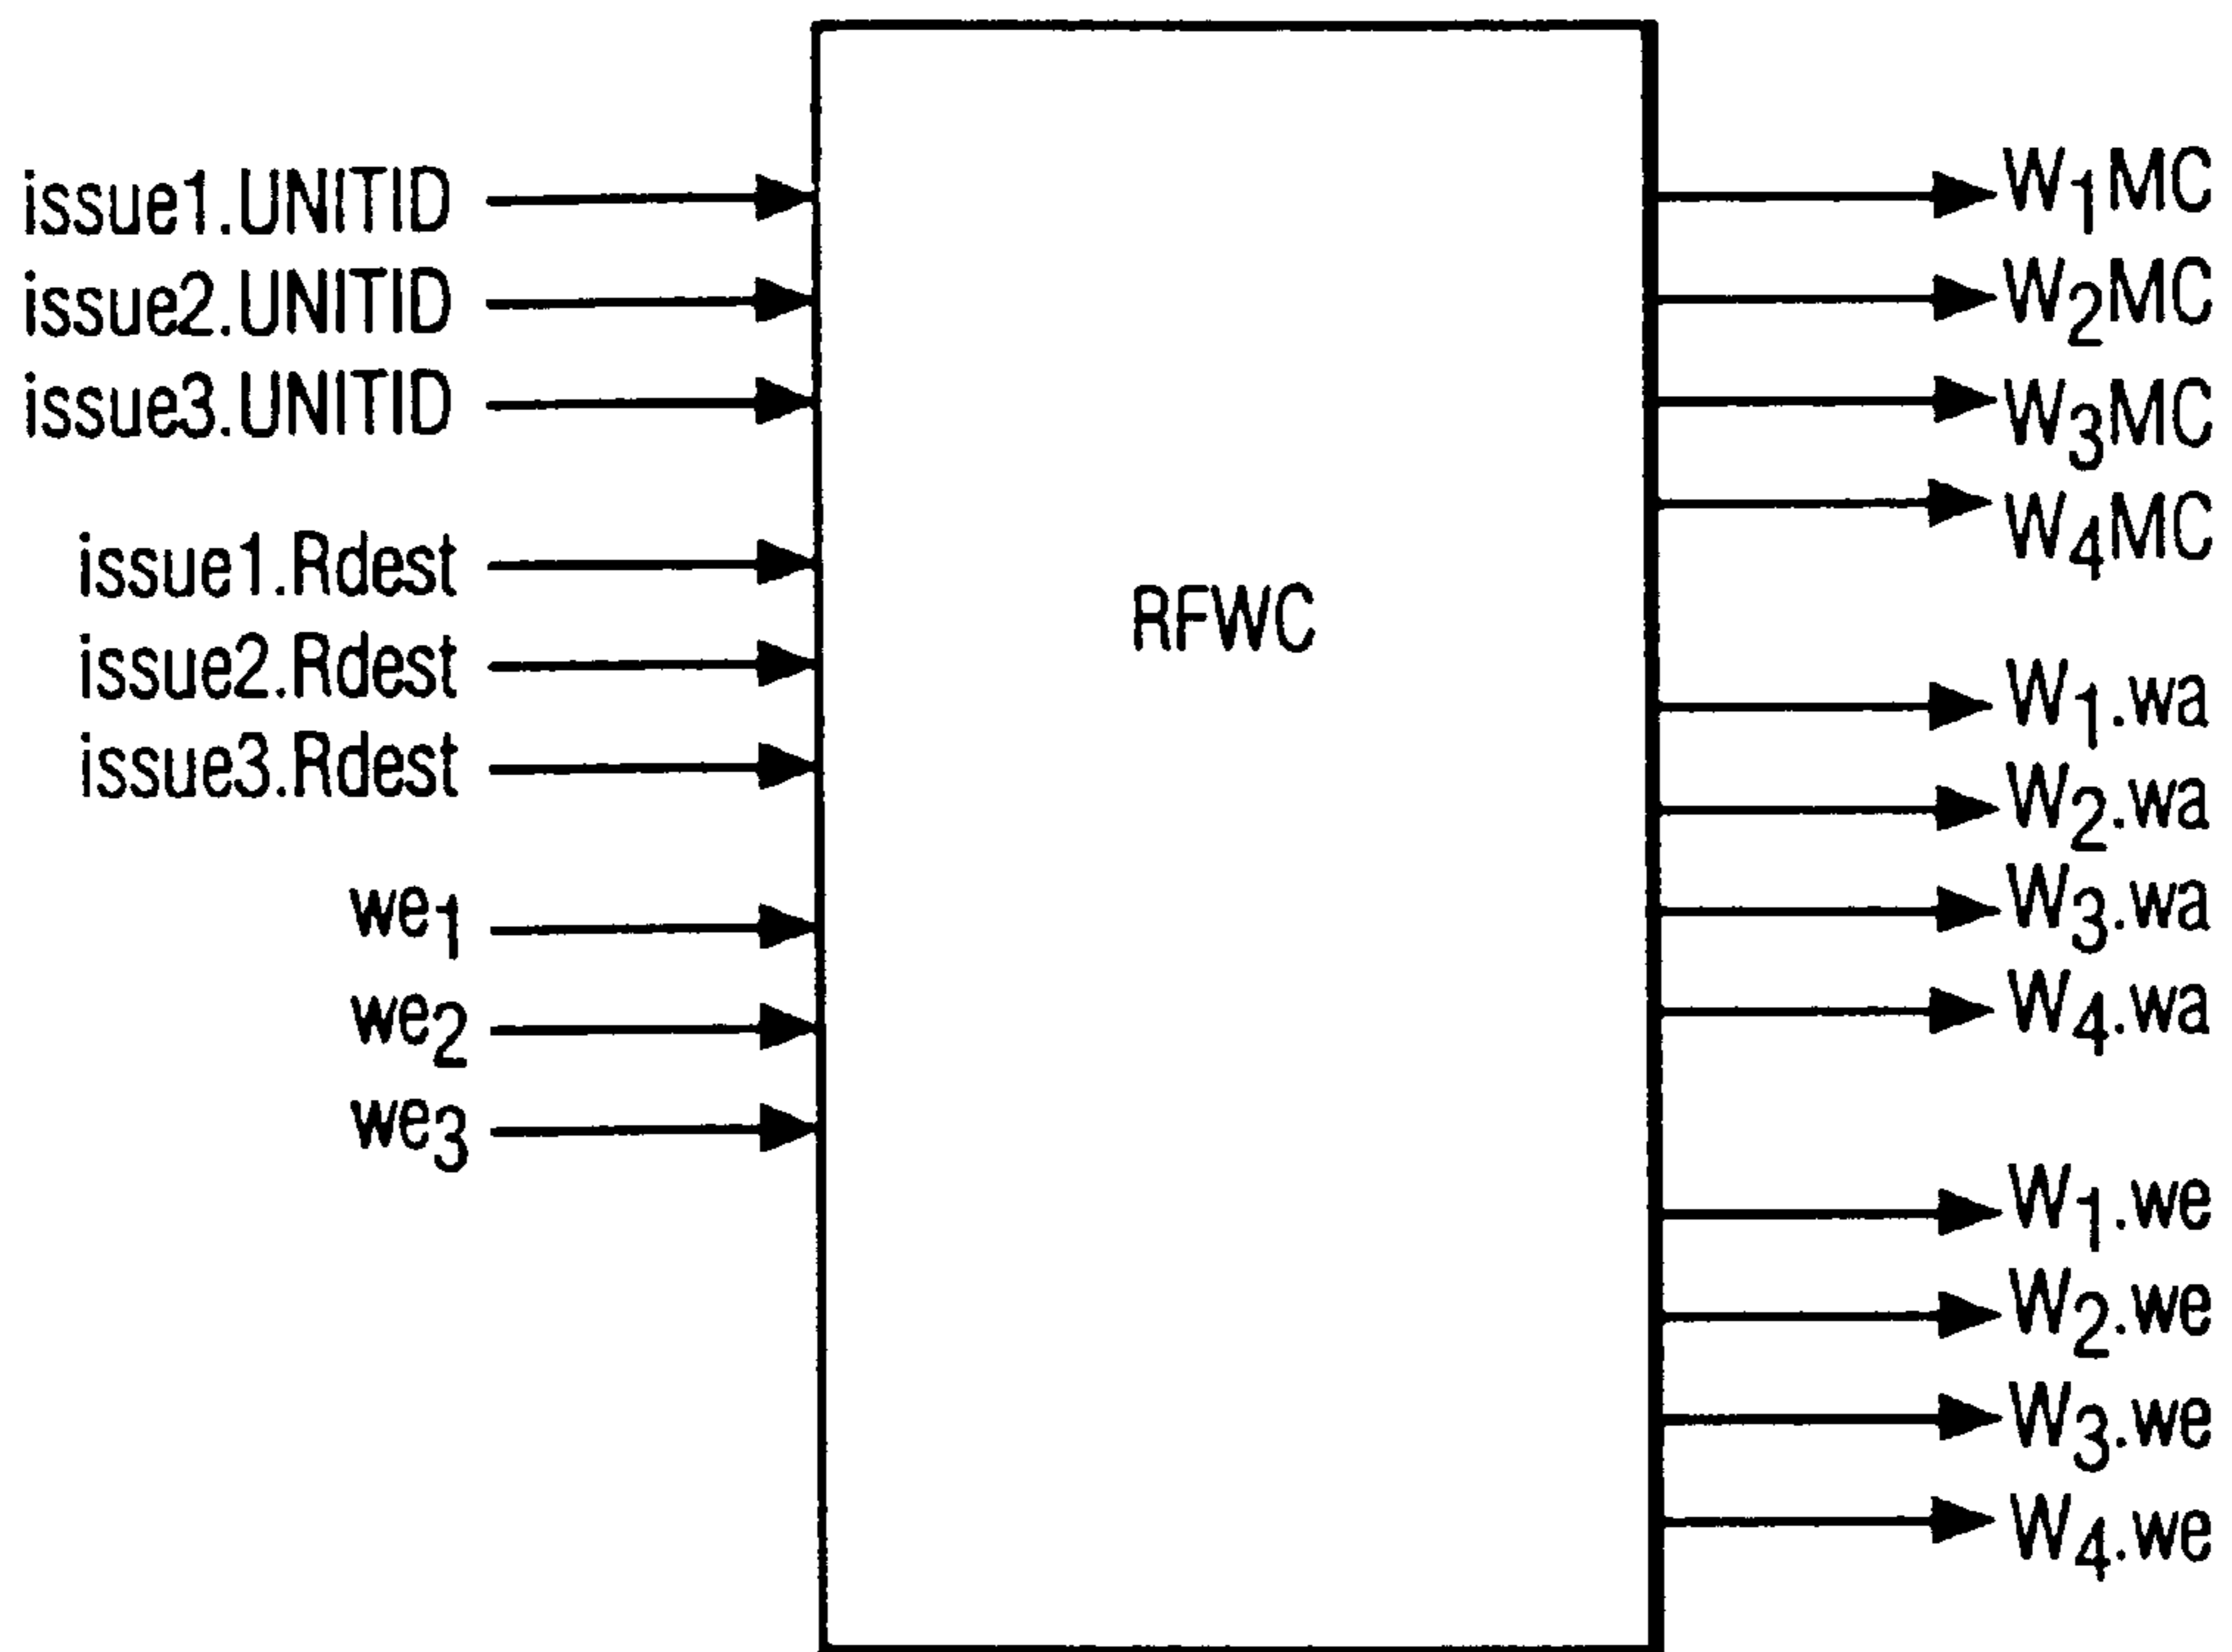 issue1.UNITID
issue2.UNITID
issue3.UNITID
issue1.Rdest
issue2.Rdest
issue3.Rdest
we1
we2
we3
RFWC
W1MC
W2MC
W3MC
W4MC
W1.wa
W2.wa
W3.wa
W4.wa
W1.we
W2.we
W3.we
W4.we